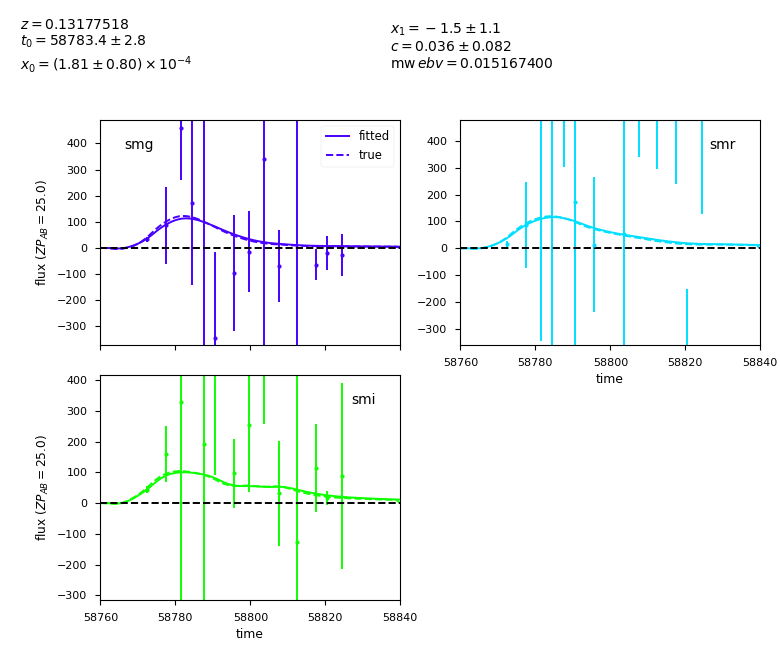 z = 0.13177518
t₀ = 58783.4 ± 2.8
x₀ = (1.81 ± 0.80) × 10⁻⁴
x₁ = −1.5 ± 1.1
c = 0.036 ± 0.082
mw ebv = 0.015167400
smg
fitted
true
400
300
200
100
0
−100
−200
−300
flux (ZP_AB = 25.0)
smr
400
300
200
100
0
−100
−200
−300
58760 58780 58800 58820 58840
time
smi
400
300
200
100
0
−100
−200
−300
flux (ZP_AB = 25.0)
58760 58780 58800 58820 58840
time